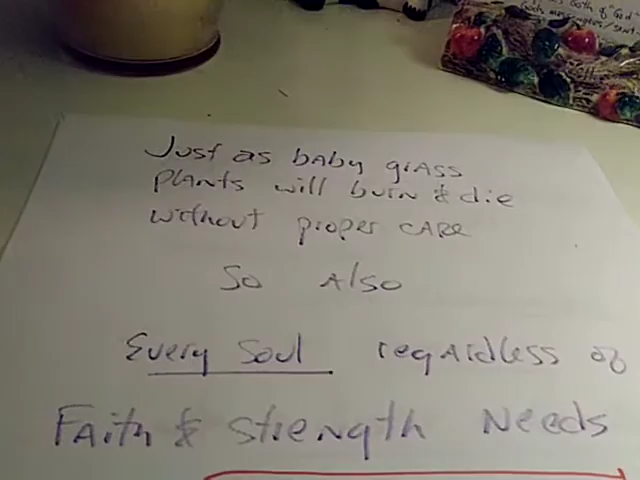 Just as baby grass
plants will burn & die
without proper care
So Also
Every Soul regardless of
Faith & Strength Needs